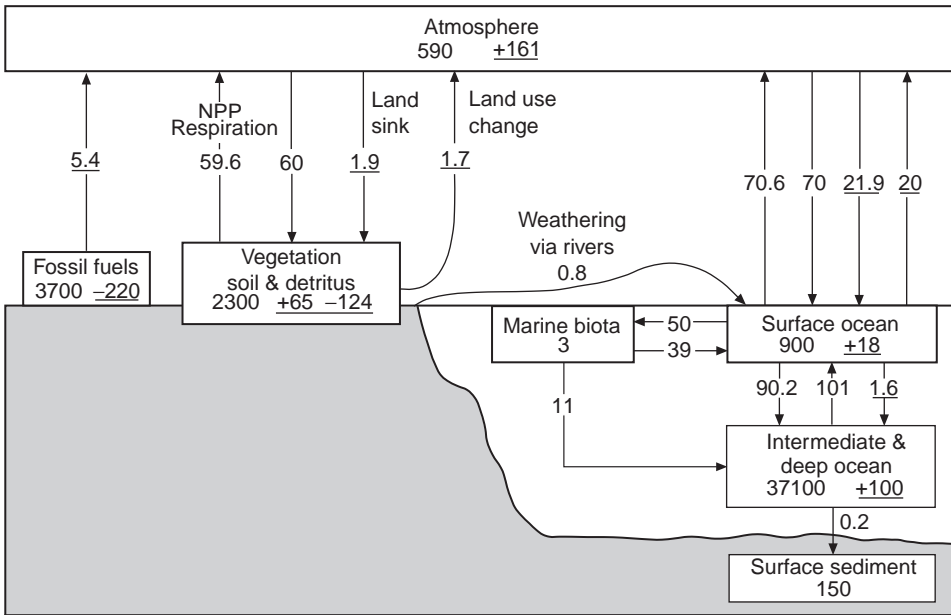 Atmosphere
590 +161
NPP
Respiration
Land
sink
Land use
change
5.4
59.6
60
1.9
1.7
70.6
70
21.9
20
Weathering
via rivers
0.8
Fossil fuels
3700 –220
Vegetation
soil & detritus
2300 +65 –124
Marine biota
3
50
39
Surface ocean
900 +18
11
90.2
101
1.6
Intermediate &
deep ocean
37100 +100
0.2
Surface sediment
150